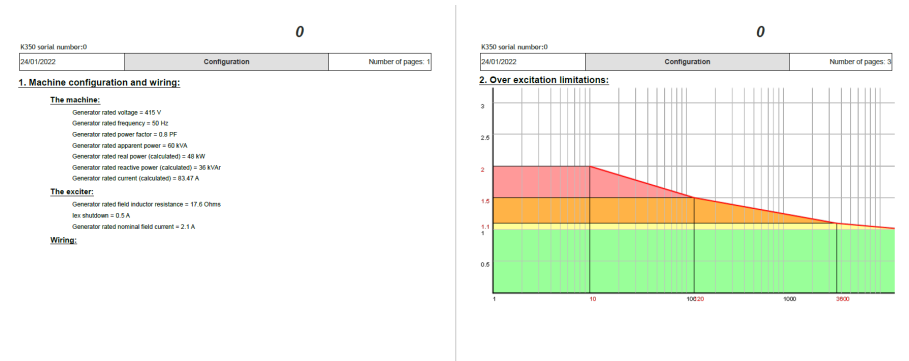 0
K350 serial number:0
24/01/2022 Configuration Number of pages: 1
1. Machine configuration and wiring:
The machine:
Generator rated voltage = 415 V
Generator rated frequency = 50 Hz
Generator rated power factor = 0.8 PF
Generator rated apparent power = 60 kVA
Generator rated real power (calculated) = 48 kW
Generator rated reactive power (calculated) = 36 kVAr
Generator rated current (calculated) = 83.47 A
The exciter:
Generator rated field inductor resistance = 17.6 Ohms
Iex shutdown = 0.5 A
Generator rated nominal field current = 2.1 A
Wiring:
0
K350 serial number:0
24/01/2022 Configuration Number of pages: 3
2. Over excitation limitations:
3
2.5
2
1.5
1.1
1
0.5
1 10 100 120 1000 3600